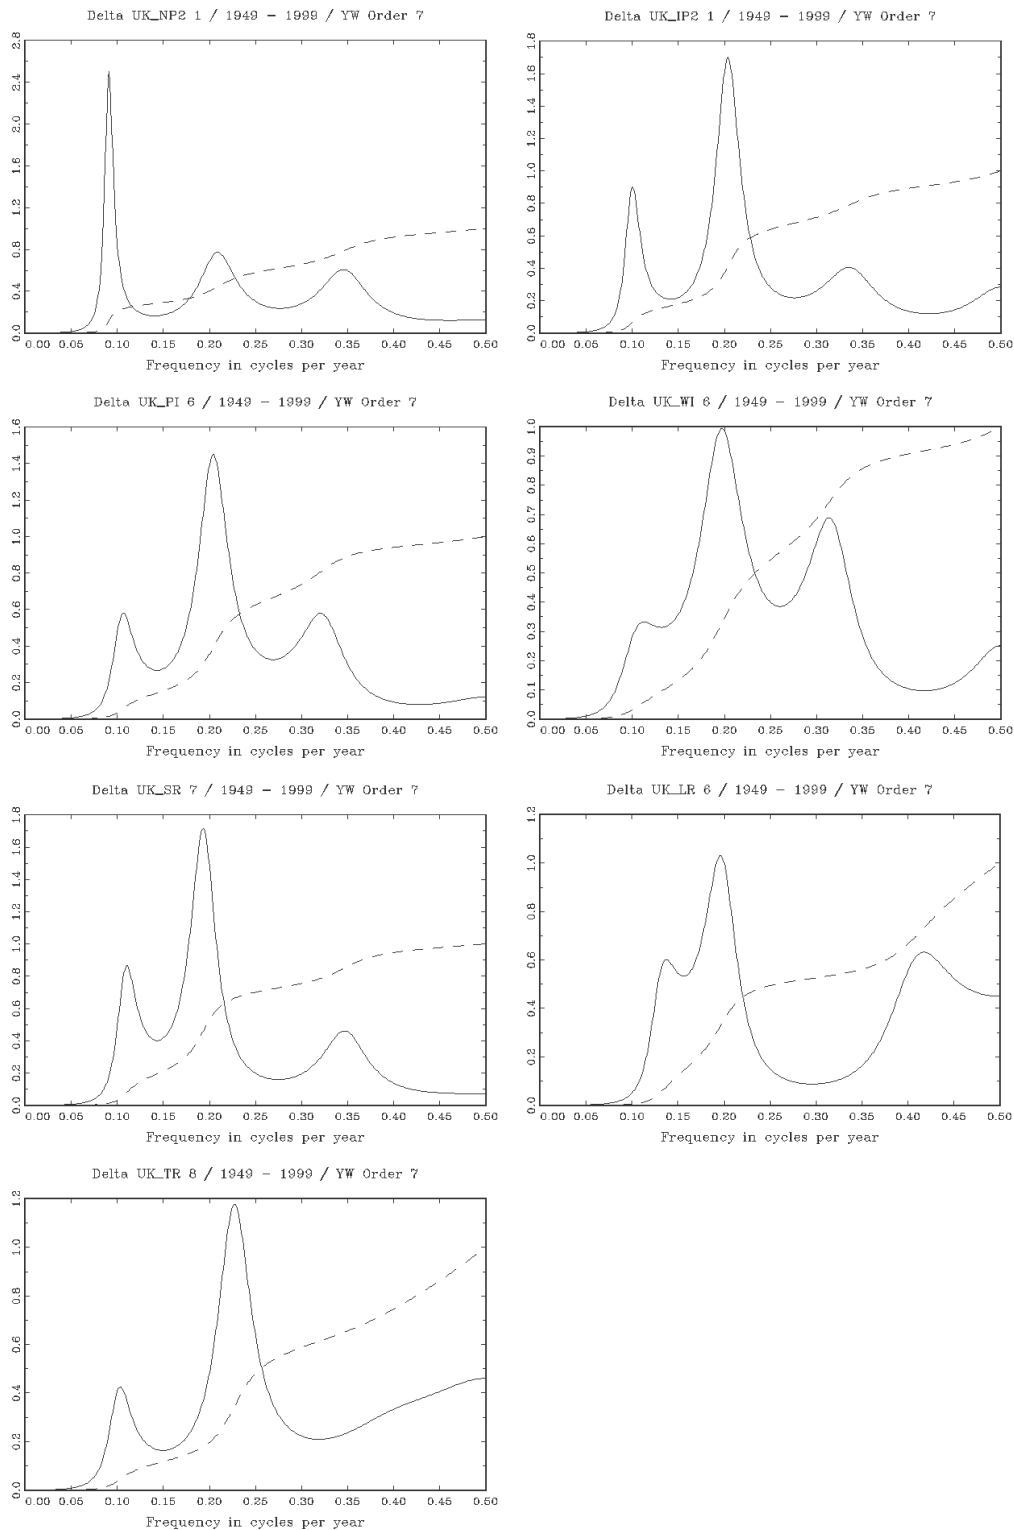 Delta UK_NP2 1 / 1949 - 1999 / YW Order 7
2.8
2.4
2.0
1.6
1.2
0.8
0.4
0.0
0.00 0.05 0.10 0.15 0.20 0.25 0.30 0.35 0.40 0.45 0.50
Frequency in cycles per year
Delta UK_IP2 1 / 1949 - 1999 / YW Order 7
1.8
1.6
1.4
1.2
1.0
0.8
0.6
0.4
0.2
0.0
0.00 0.05 0.10 0.15 0.20 0.25 0.30 0.35 0.40 0.45 0.50
Frequency in cycles per year
Delta UK_PI 6 / 1949 - 1999 / YW Order 7
1.6
1.4
1.2
1.0
0.8
0.6
0.4
0.2
0.0
0.00 0.05 0.10 0.15 0.20 0.25 0.30 0.35 0.40 0.45 0.50
Frequency in cycles per year
Delta UK_WI 6 / 1949 - 1999 / YW Order 7
1.0
0.9
0.8
0.7
0.6
0.5
0.4
0.3
0.2
0.1
0.0
0.00 0.05 0.10 0.15 0.20 0.25 0.30 0.35 0.40 0.45 0.50
Frequency in cycles per year
Delta UK_SR 7 / 1949 - 1999 / YW Order 7
1.8
1.6
1.4
1.2
1.0
0.8
0.6
0.4
0.2
0.0
0.00 0.05 0.10 0.15 0.20 0.25 0.30 0.35 0.40 0.45 0.50
Frequency in cycles per year
Delta UK_LR 6 / 1949 - 1999 / YW Order 7
1.2
1.0
0.8
0.6
0.4
0.2
0.0
0.00 0.05 0.10 0.15 0.20 0.25 0.30 0.35 0.40 0.45 0.50
Frequency in cycles per year
Delta UK_TR 8 / 1949 - 1999 / YW Order 7
1.2
1.0
0.8
0.6
0.4
0.2
0.0
0.00 0.05 0.10 0.15 0.20 0.25 0.30 0.35 0.40 0.45 0.50
Frequency in cycles per year